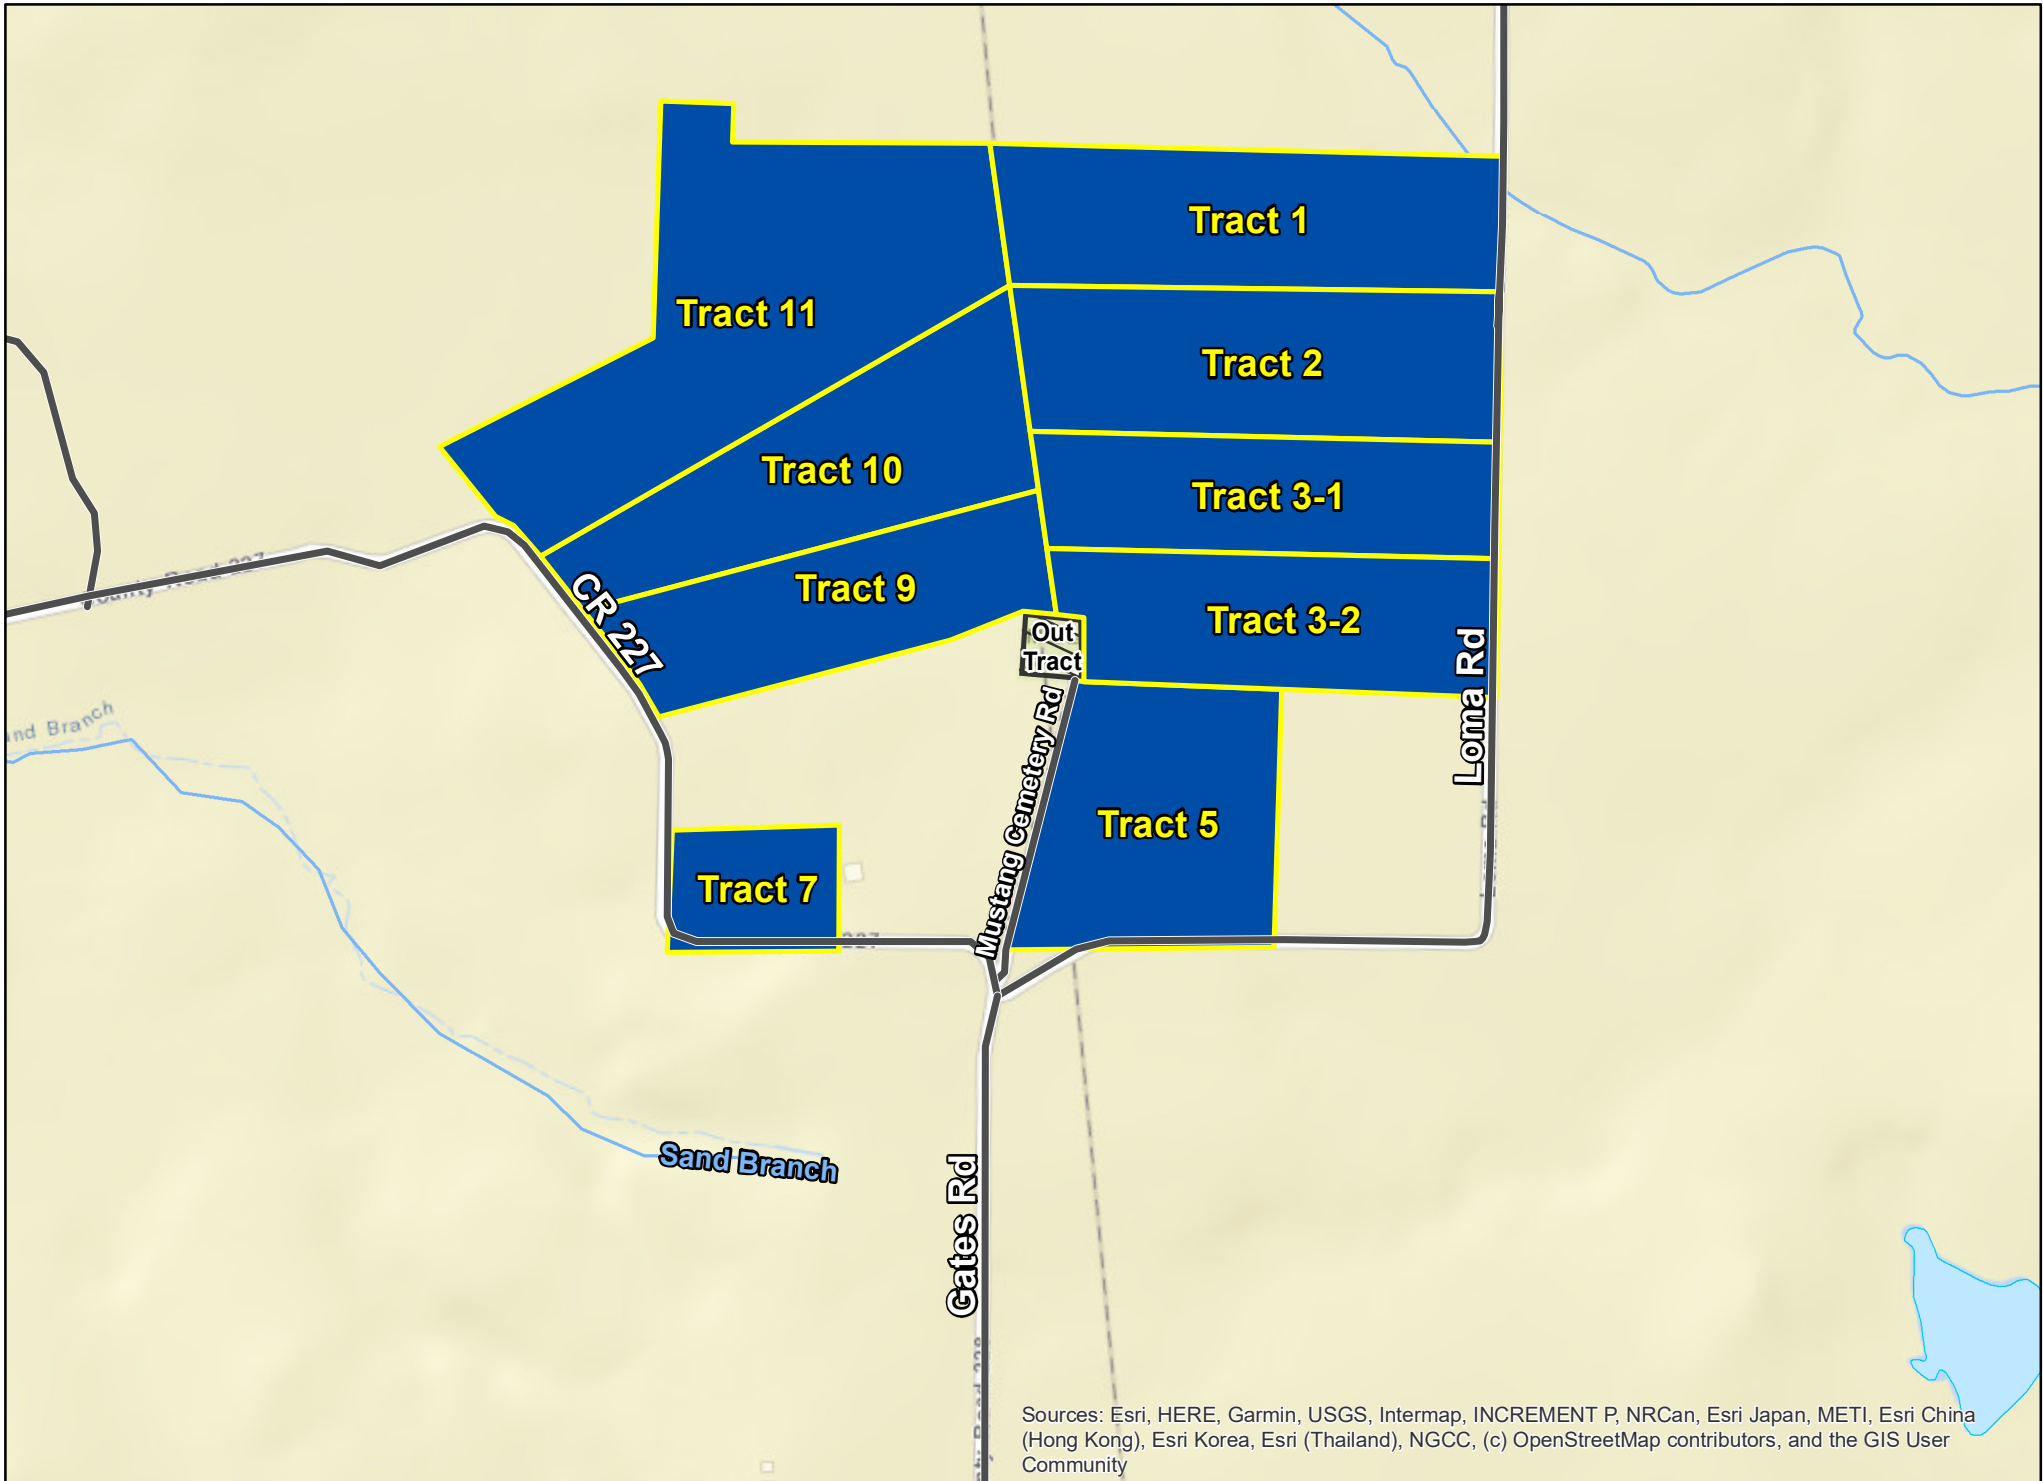 Tract 1
Tract 11
Tract 2
Tract 10
Tract 3-1
Tract 9
Tract 3-2
CR 227
Out
Tract
Loma Rd
Mustang Cemetery Rd
Branch
Tract 5
Tract 7
227
Sand Branch
Gates Rd
Sources: Esri, HERE, Garmin, USGS, Intermap, INCREMENT P, NRCan, Esri Japan, METI, Esri China
(Hong Kong), Esri Korea, Esri (Thailand), NGCC, (c) OpenStreetMap contributors, and the GIS User
Community